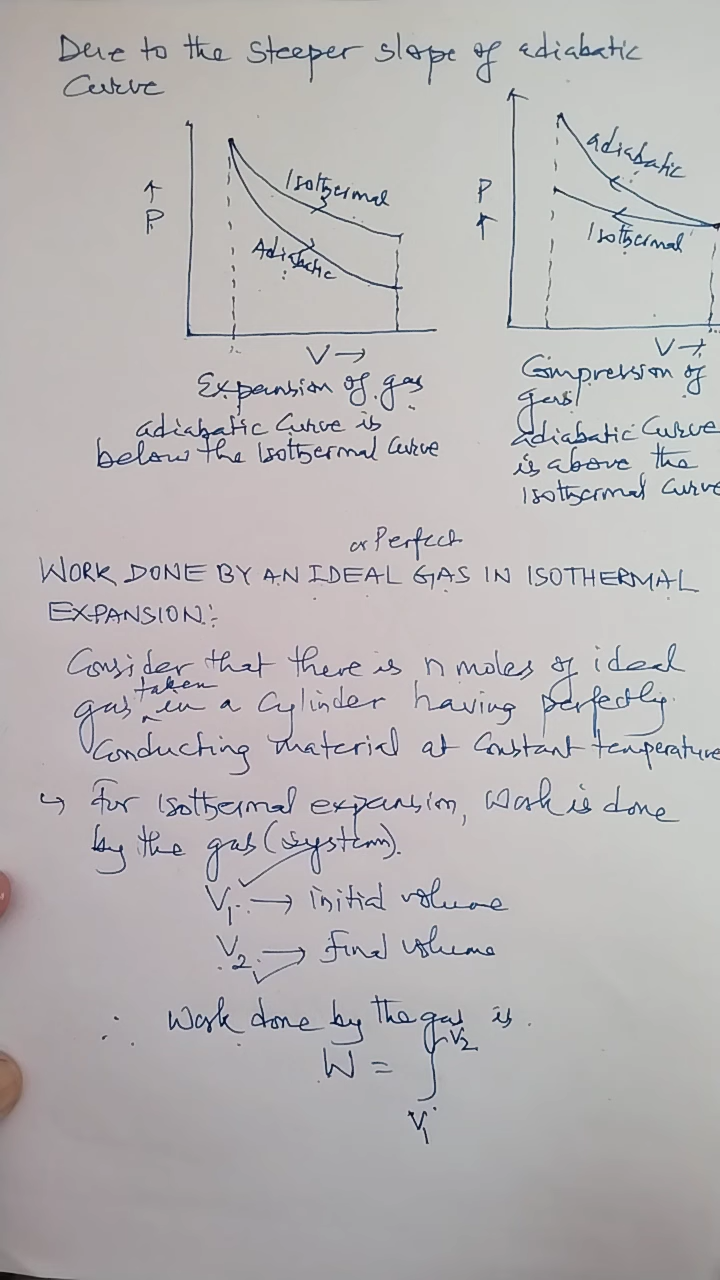 Due to the steeper slope of adiabatic
Curve
↑
P
Isothermal
Adiabatic
V →
Expansion of gas
adiabatic Curve is
below the Isothermal Curve
P
↑
adiabatic
Isothermal
V →
Compression of
gas
adiabatic Curve
is above the
Isothermal Curve
or Perfect
WORK DONE BY AN IDEAL GAS IN ISOTHERMAL
EXPANSION:
Consider that there is n moles of ideal
gas taken in a cylinder having perfectly
Conducting material at Constant temperature
↳ For isothermal expansion, Work is done
by the gas (system).
V₁ → initial volume
V₂ → final volume
∴ Work done by the gas is
W = ∫ V₂
V₁